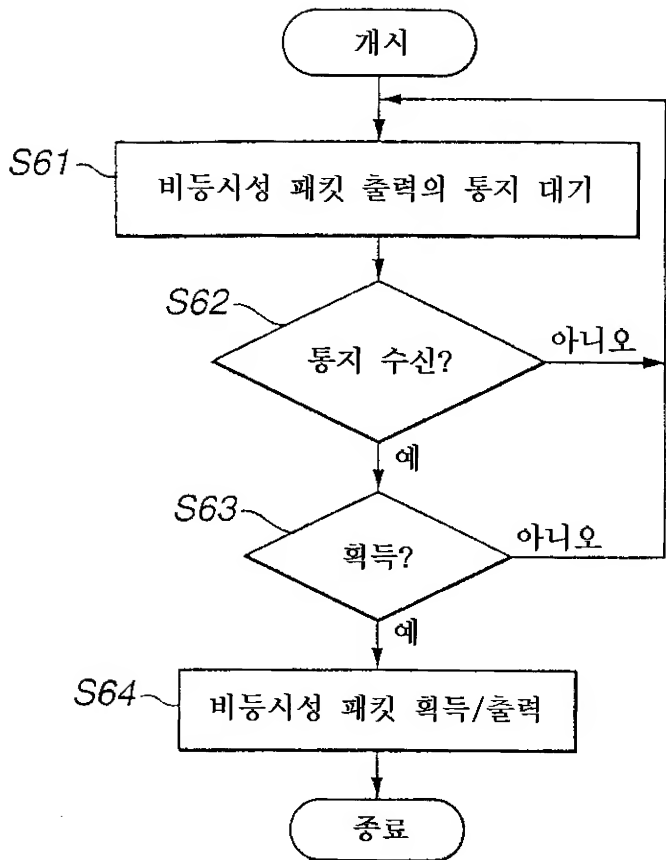 개시
S61
비등시성 패킷 출력의 통지 대기
S62
통지 수신?
아니오
예
S63
획득?
아니오
예
S64
비등시성 패킷 획득/출력
종료